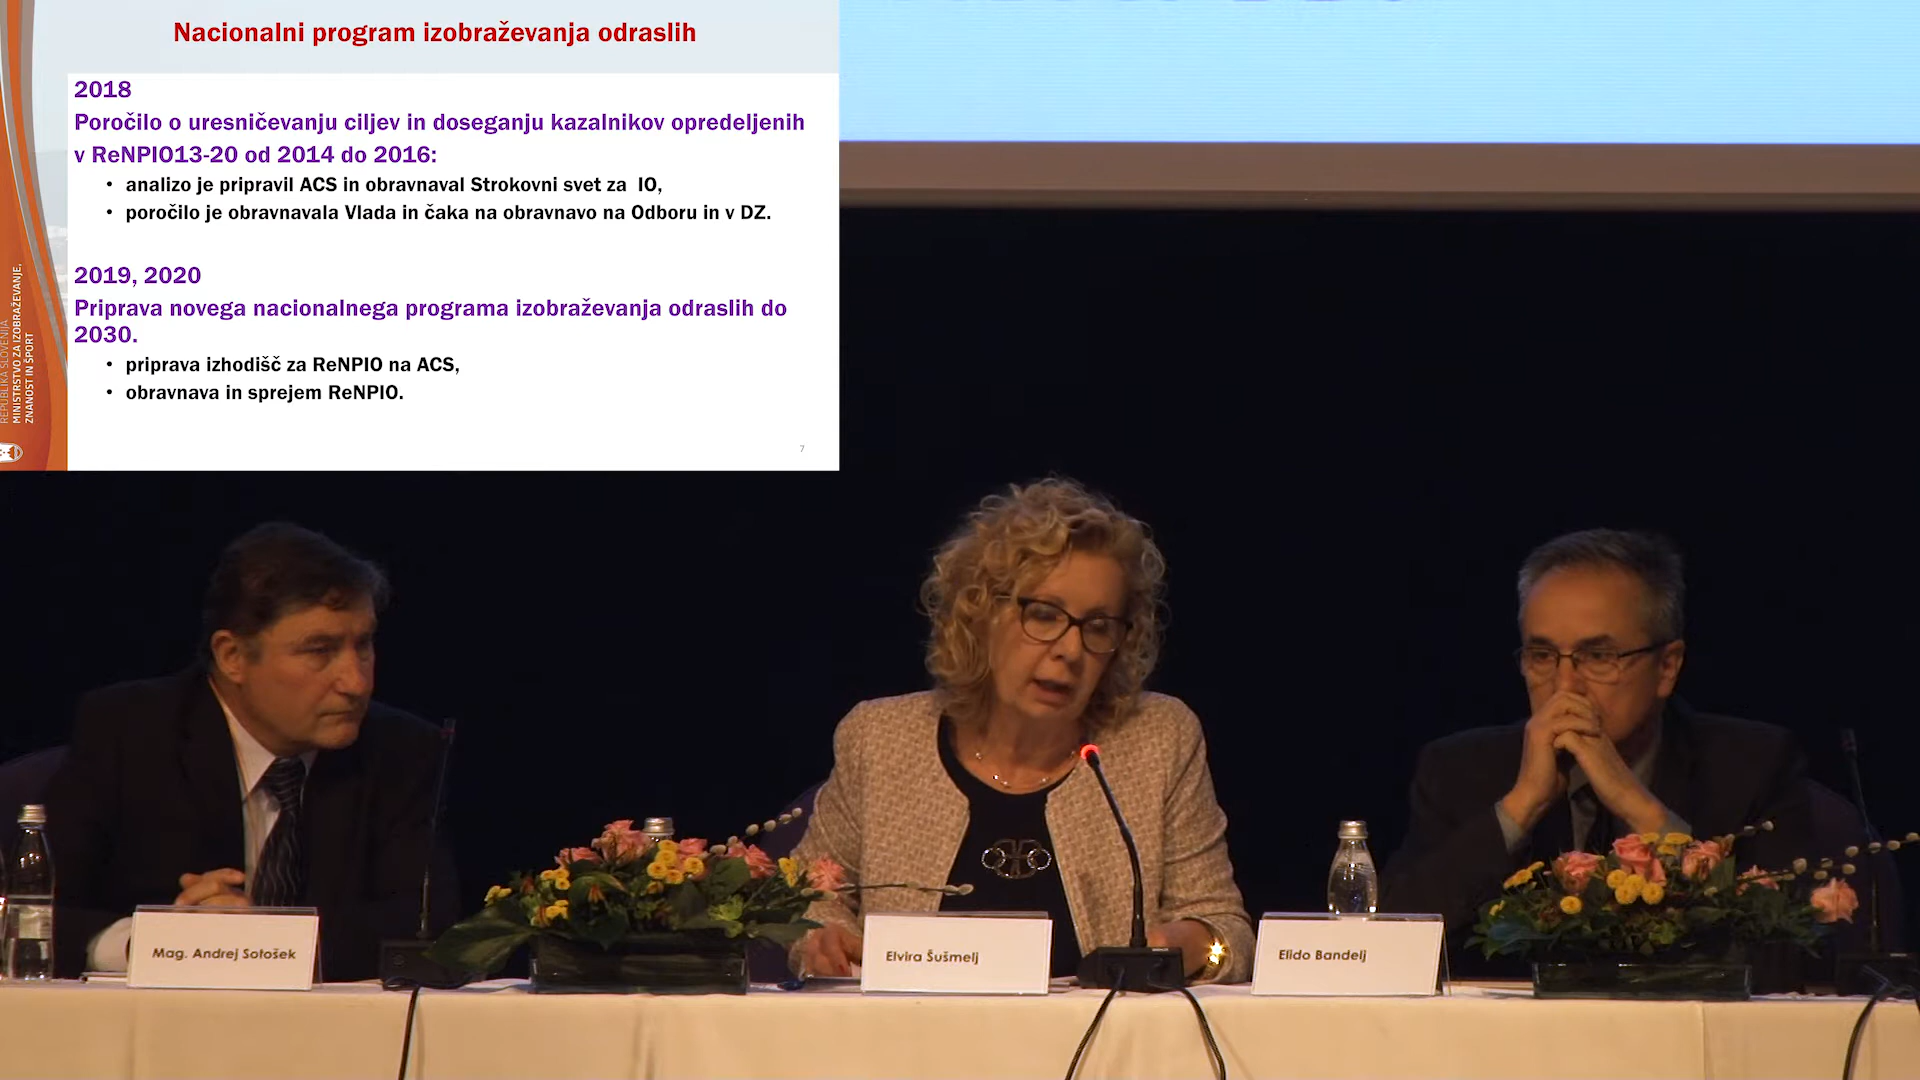 Nacionalni program izobraževanja odraslih
2018
Poročilo o uresničevanju ciljev in doseganju kazalnikov opredeljenih
v ReNPIO13-20 od 2014 do 2016:
• analizo je pripravil ACS in obravnaval Strokovni svet za IO,
• poročilo je obravnavala Vlada in čaka na obravnavo na Odboru in v DZ.
2019, 2020
Priprava novega nacionalnega programa izobraževanja odraslih do
2030.
• priprava izhodišč za ReNPIO na ACS,
• obravnava in sprejem ReNPIO.
7
REPUBLIKA SLOVENIJA
MINISTRSTVO ZA IZOBRAŽEVANJE,
ZNANOST IN ŠPORT
Mag. Andrej Sotošek
Elvira Šušmelj
Elido Bandelj